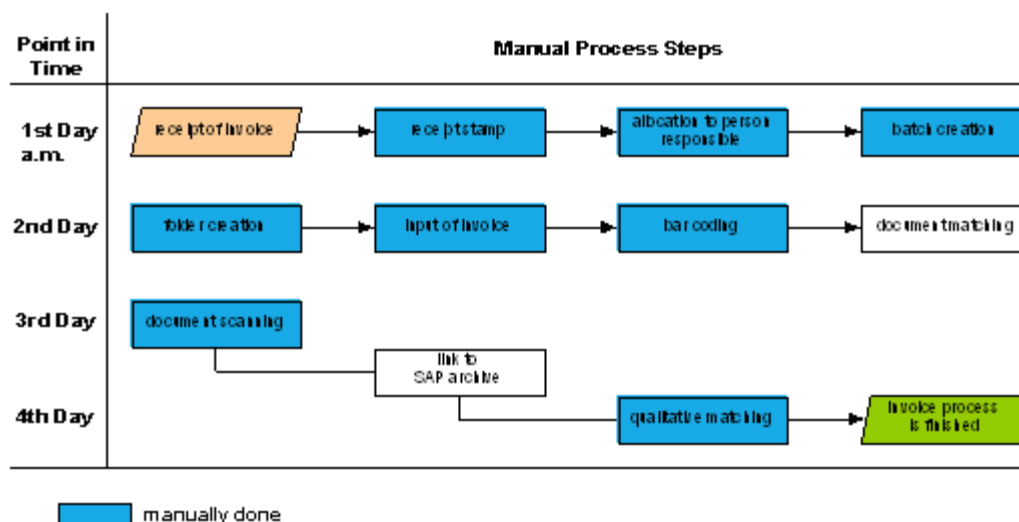 Point in
Time
Manual Process Steps
1st Day
a.m.
receipt of invoice
receipt stamp
allocation to person
responsible
batch creation
2nd Day
folder creation
input of invoice
bar coding
document matching
3rd Day
document scanning
link to
SAP archive
4th Day
qualitative matching
invoice process
is finished
manually done